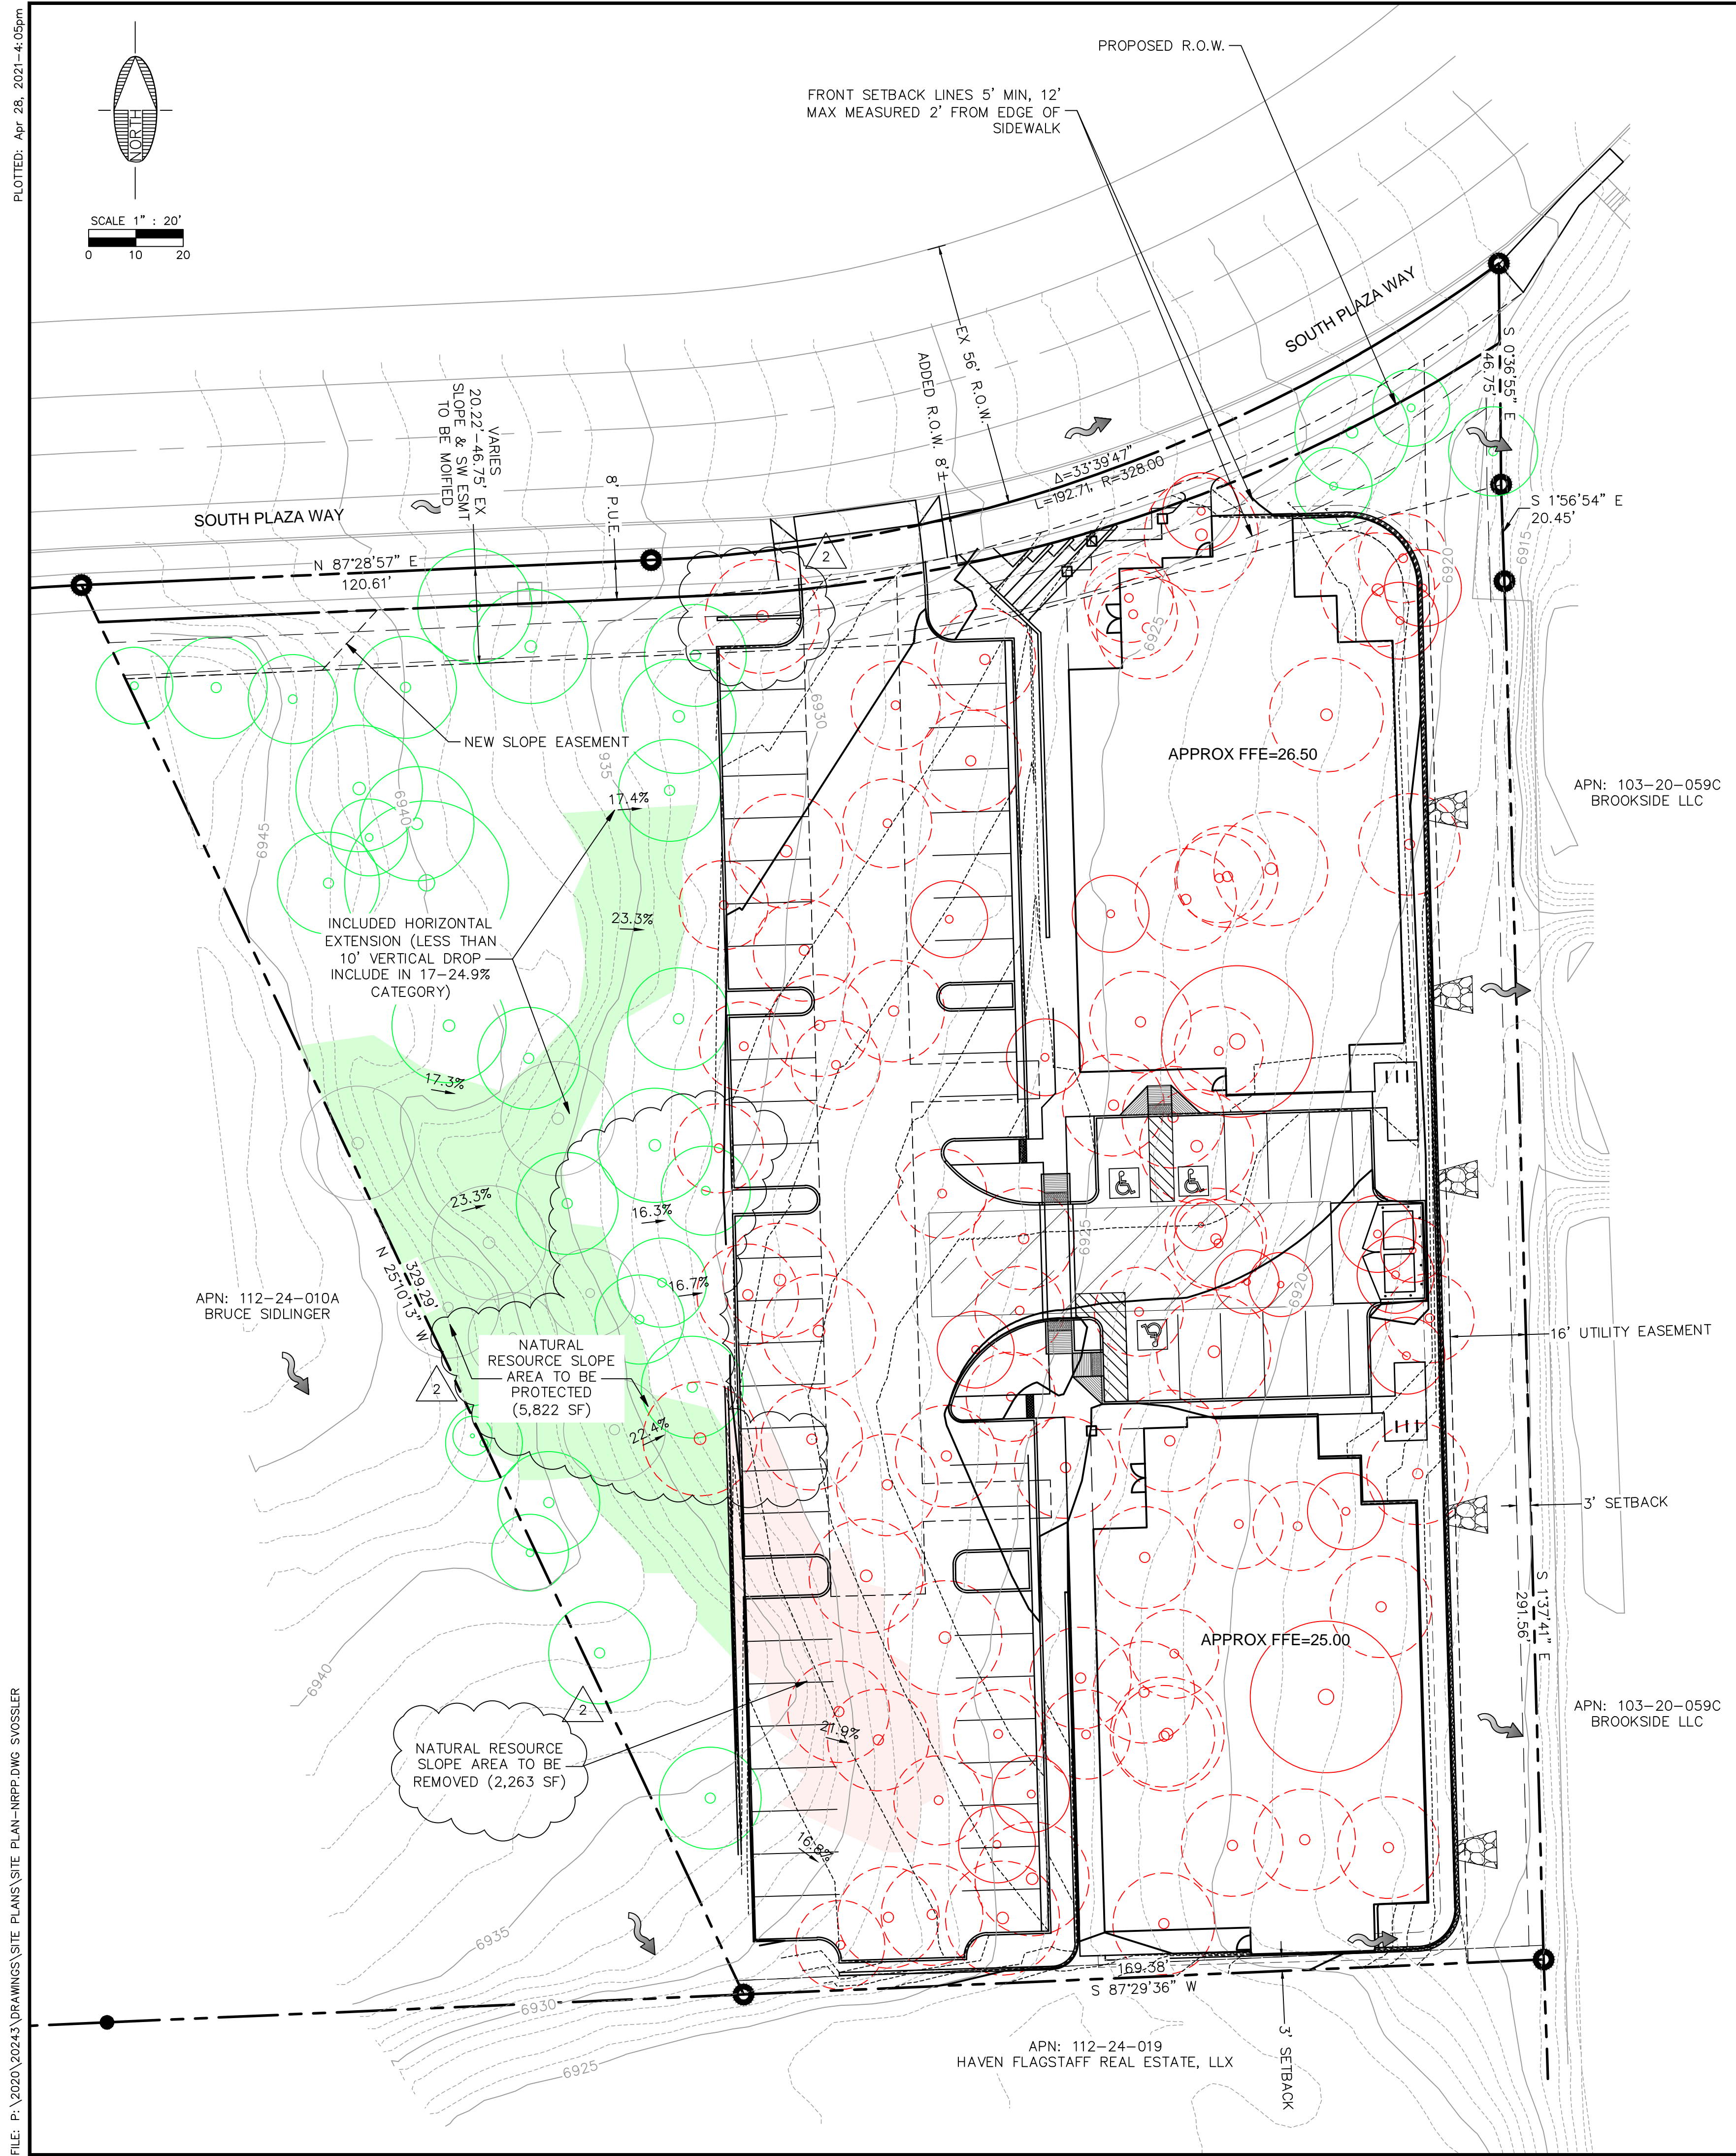 PLOTTED: Apr 28, 2021-4:05pm
NORTH
SCALE 1" : 20'
0 10 20
PROPOSED R.O.W.
FRONT SETBACK LINES 5' MIN, 12'
MAX MEASURED 2' FROM EDGE OF
SIDEWALK
SOUTH PLAZA WAY
EX 56' R.O.W.
ADDED R.O.W. 8'±
Δ=33°39'47"
L=192.71, R=328.00
S 0°36'55" E
46.75'
S 1°56'54" E
20.45'
VARIES
20.22'-46.75' EX
SLOPE & SW ESMT
TO BE MOIFIED
8' P.U.E.
SOUTH PLAZA WAY
N 87°28'57" E
120.61'
2
6915
6920
6925
6930
6935
6940
6945
NEW SLOPE EASEMENT
APPROX FFE=26.50
APN: 103-20-059C
BROOKSIDE LLC
17.4%
23.3%
INCLUDED HORIZONTAL
EXTENSION (LESS THAN
10' VERTICAL DROP
INCLUDE IN 17-24.9%
CATEGORY)
17.3%
23.3%
16.3%
16.7%
6925
6920
329.29'
N 25°10'13" W
APN: 112-24-010A
BRUCE SIDLINGER
2
NATURAL
RESOURCE SLOPE
AREA TO BE
PROTECTED
(5,822 SF)
22.4%
16' UTILITY EASEMENT
3' SETBACK
S 1°37'41" E
291.56'
APPROX FFE=25.00
APN: 103-20-059C
BROOKSIDE LLC
6940
2
NATURAL RESOURCE
SLOPE AREA TO BE
REMOVED (2,263 SF)
21.9%
16.8%
6935
6930
6925
169.38'
S 87°29'36" W
3' SETBACK
APN: 112-24-019
HAVEN FLAGSTAFF REAL ESTATE, LLX
FILE: P:\2020\20243\DRAWINGS\SITE PLANS\SITE PLAN-NRPP.DWG SVOSSLER